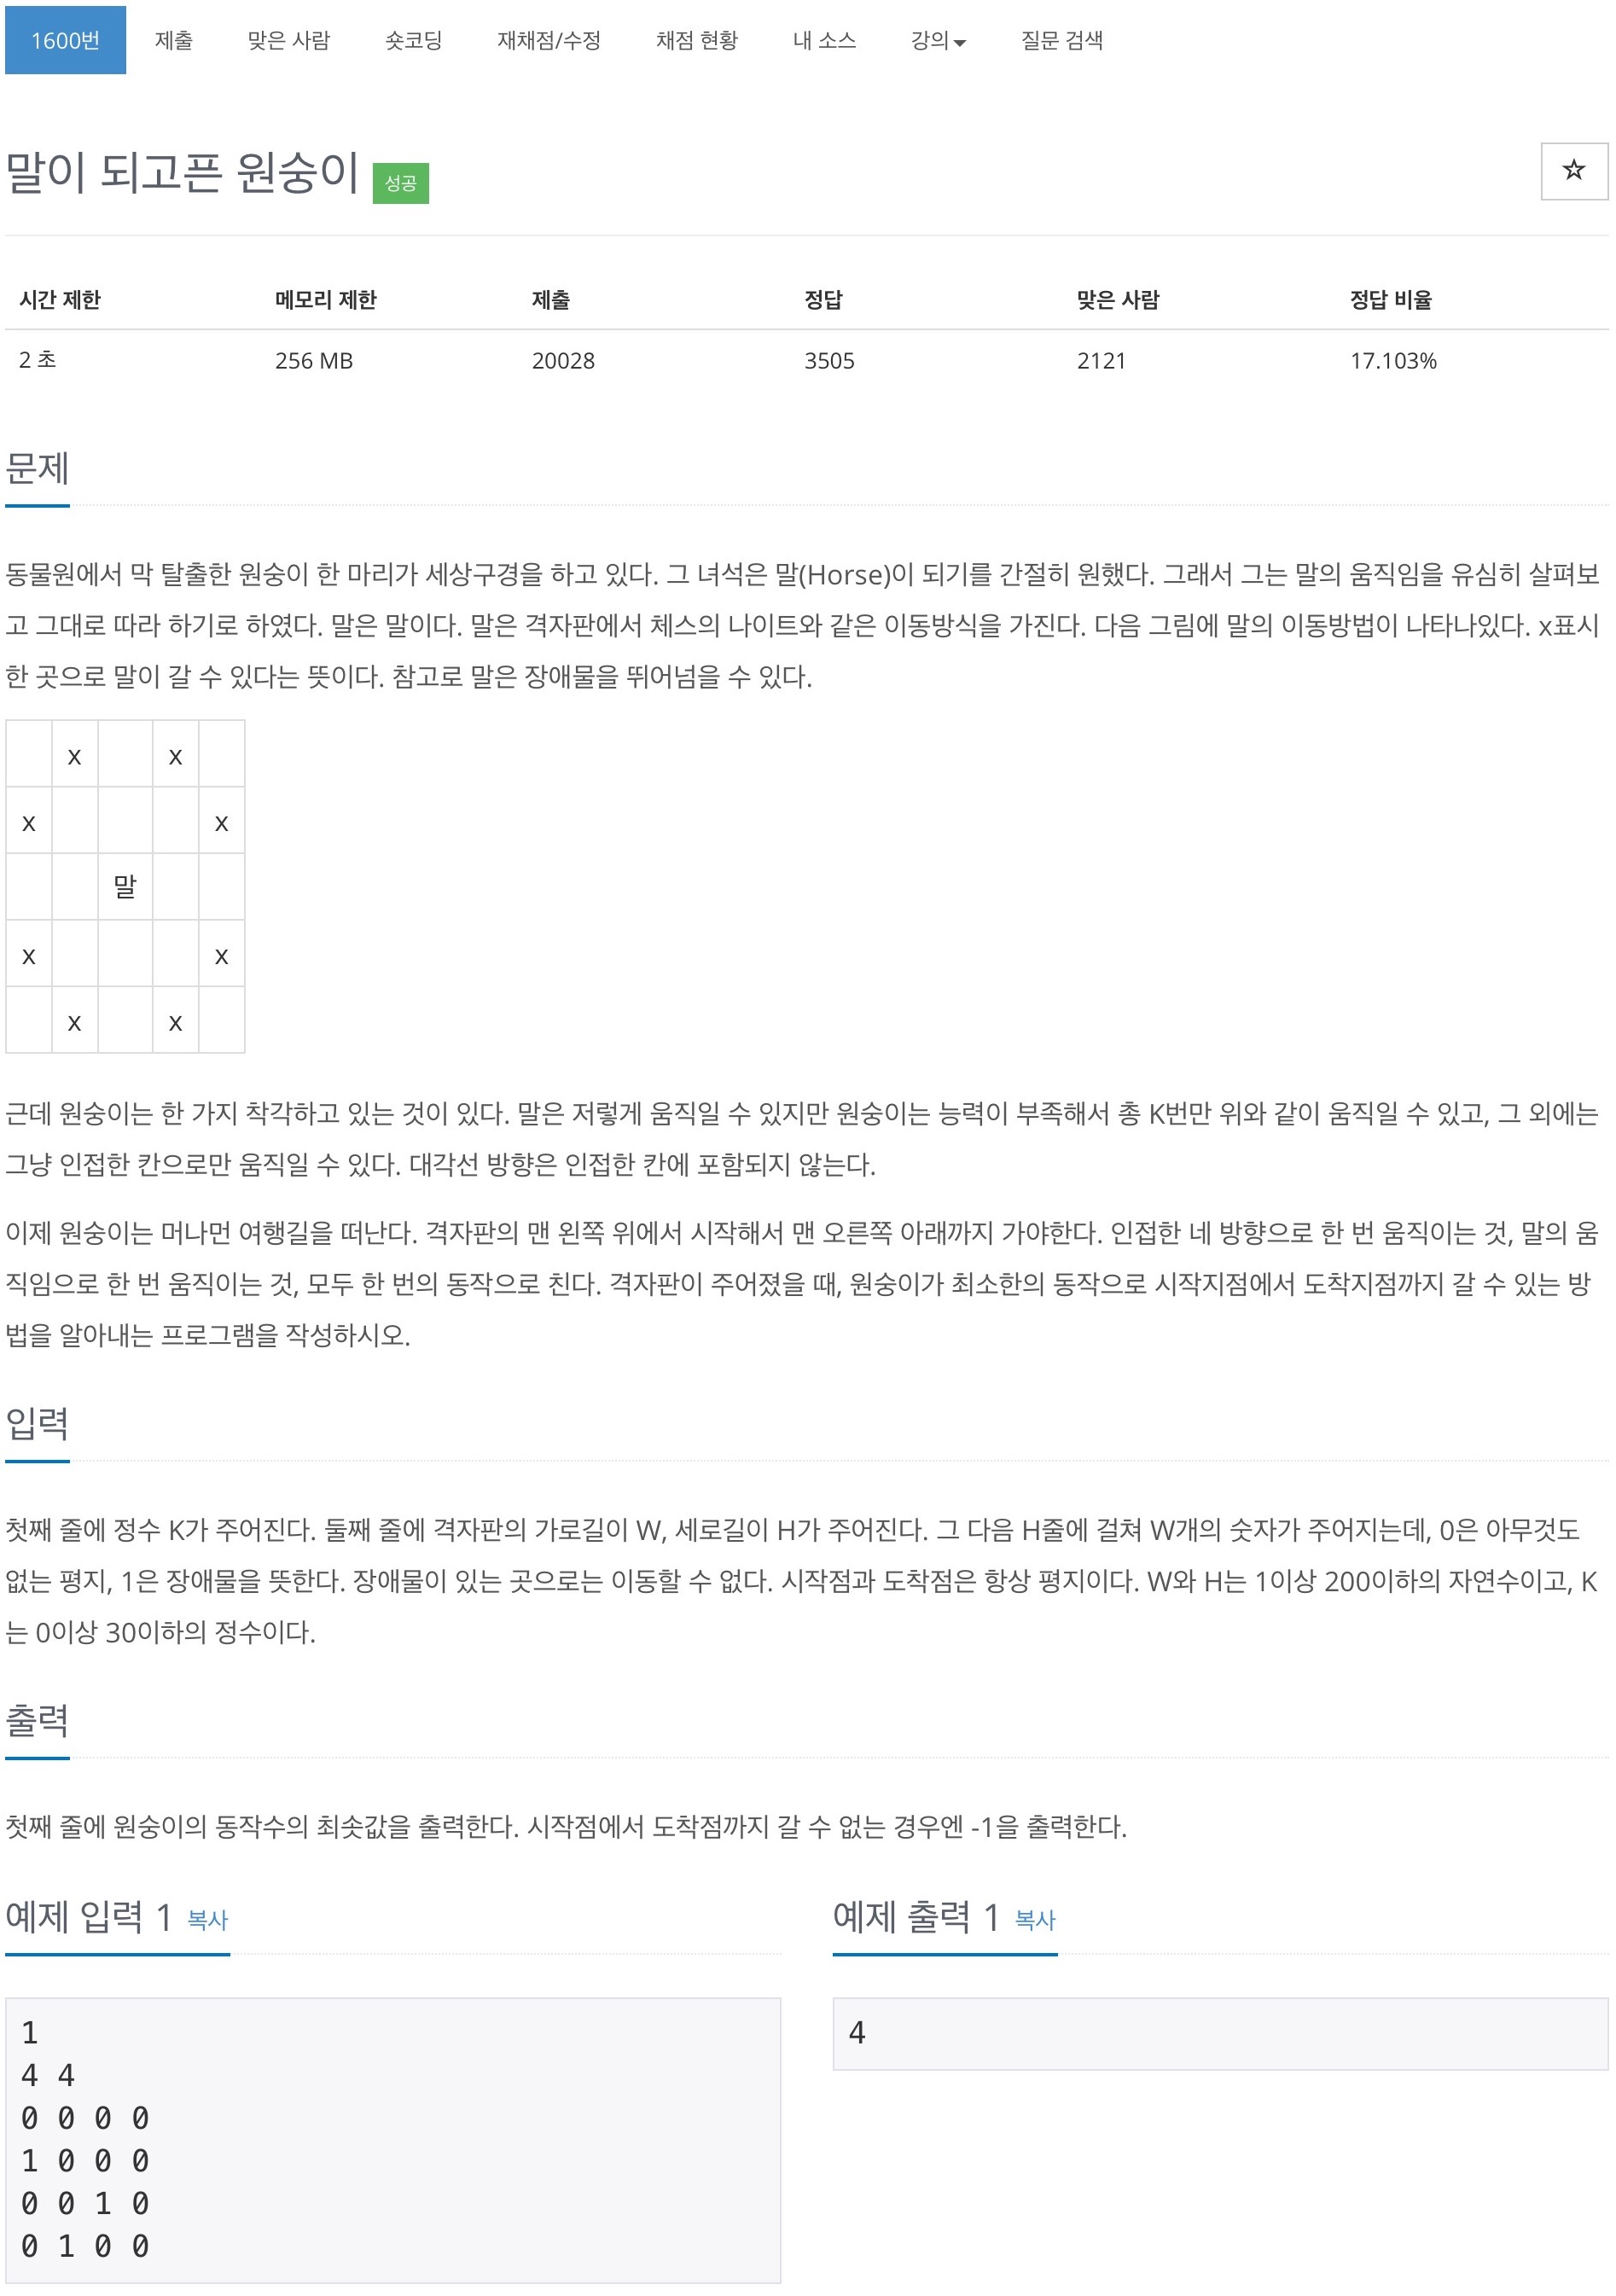 1600번 제출 맞은 사람 숏코딩 재채점/수정 채점 현황 내 소스 강의 질문 검색
말이 되고픈 원숭이 성공
시간 제한 메모리 제한 제출 정답 맞은 사람 정답 비율
2 초 256 MB 20028 3505 2121 17.103%
문제
동물원에서 막 탈출한 원숭이 한 마리가 세상구경을 하고 있다. 그 녀석은 말(Horse)이 되기를 간절히 원했다. 그래서 그는 말의 움직임을 유심히 살펴보
고 그대로 따라 하기로 하였다. 말은 말이다. 말은 격자판에서 체스의 나이트와 같은 이동방식을 가진다. 다음 그림에 말의 이동방법이 나타나있다. x표시
한 곳으로 말이 갈 수 있다는 뜻이다. 참고로 말은 장애물을 뛰어넘을 수 있다.
x x
x x
말
x x
x x
근데 원숭이는 한 가지 착각하고 있는 것이 있다. 말은 저렇게 움직일 수 있지만 원숭이는 능력이 부족해서 총 K번만 위와 같이 움직일 수 있고, 그 외에는
그냥 인접한 칸으로만 움직일 수 있다. 대각선 방향은 인접한 칸에 포함되지 않는다.
이제 원숭이는 머나먼 여행길을 떠난다. 격자판의 맨 왼쪽 위에서 시작해서 맨 오른쪽 아래까지 가야한다. 인접한 네 방향으로 한 번 움직이는 것, 말의 움
직임으로 한 번 움직이는 것, 모두 한 번의 동작으로 친다. 격자판이 주어졌을 때, 원숭이가 최소한의 동작으로 시작지점에서 도착지점까지 갈 수 있는 방
법을 알아내는 프로그램을 작성하시오.
입력
첫째 줄에 정수 K가 주어진다. 둘째 줄에 격자판의 가로길이 W, 세로길이 H가 주어진다. 그 다음 H줄에 걸쳐 W개의 숫자가 주어지는데, 0은 아무것도
없는 평지, 1은 장애물을 뜻한다. 장애물이 있는 곳으로는 이동할 수 없다. 시작점과 도착점은 항상 평지이다. W와 H는 1이상 200이하의 자연수이고, K
는 0이상 30이하의 정수이다.
출력
첫째 줄에 원숭이의 동작수의 최솟값을 출력한다. 시작점에서 도착점까지 갈 수 없는 경우엔 -1을 출력한다.
예제 입력 1 복사
1
4 4
0 0 0 0
1 0 0 0
0 0 1 0
0 1 0 0
예제 출력 1 복사
4